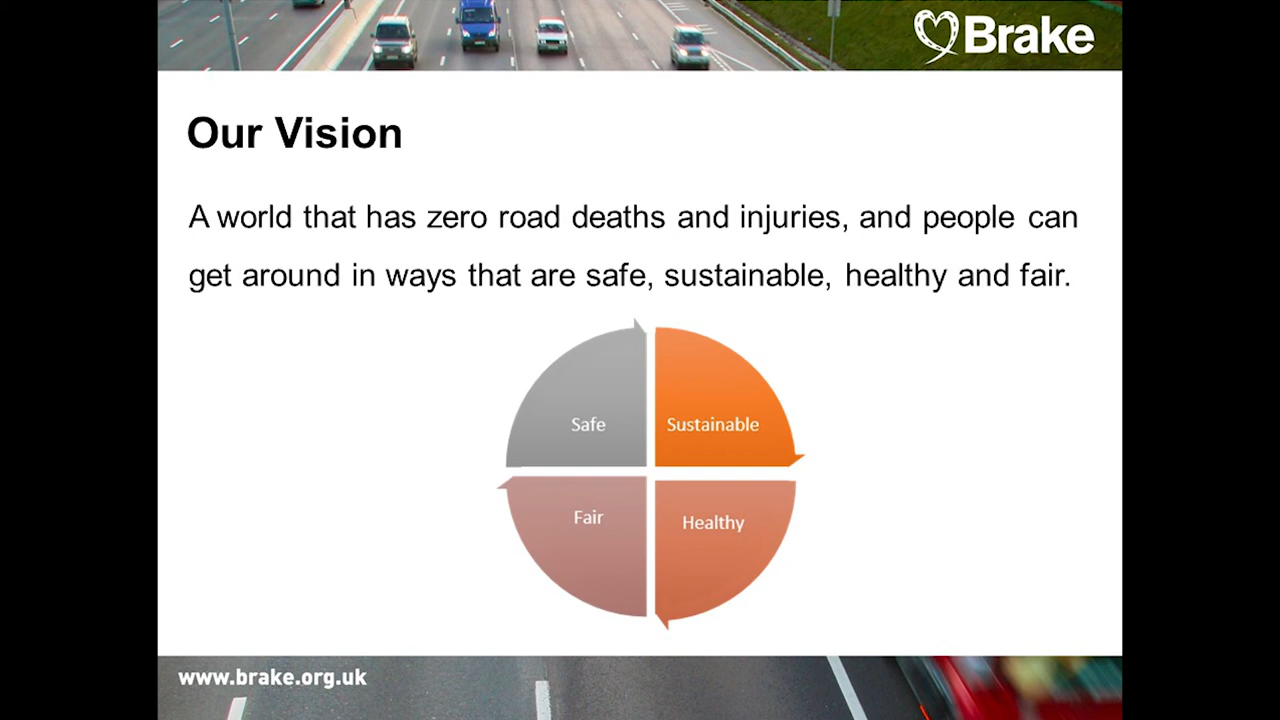 Brake
Our Vision
A world that has zero road deaths and injuries, and people can
get around in ways that are safe, sustainable, healthy and fair.
Safe
Sustainable
Fair
Healthy
www.brake.org.uk